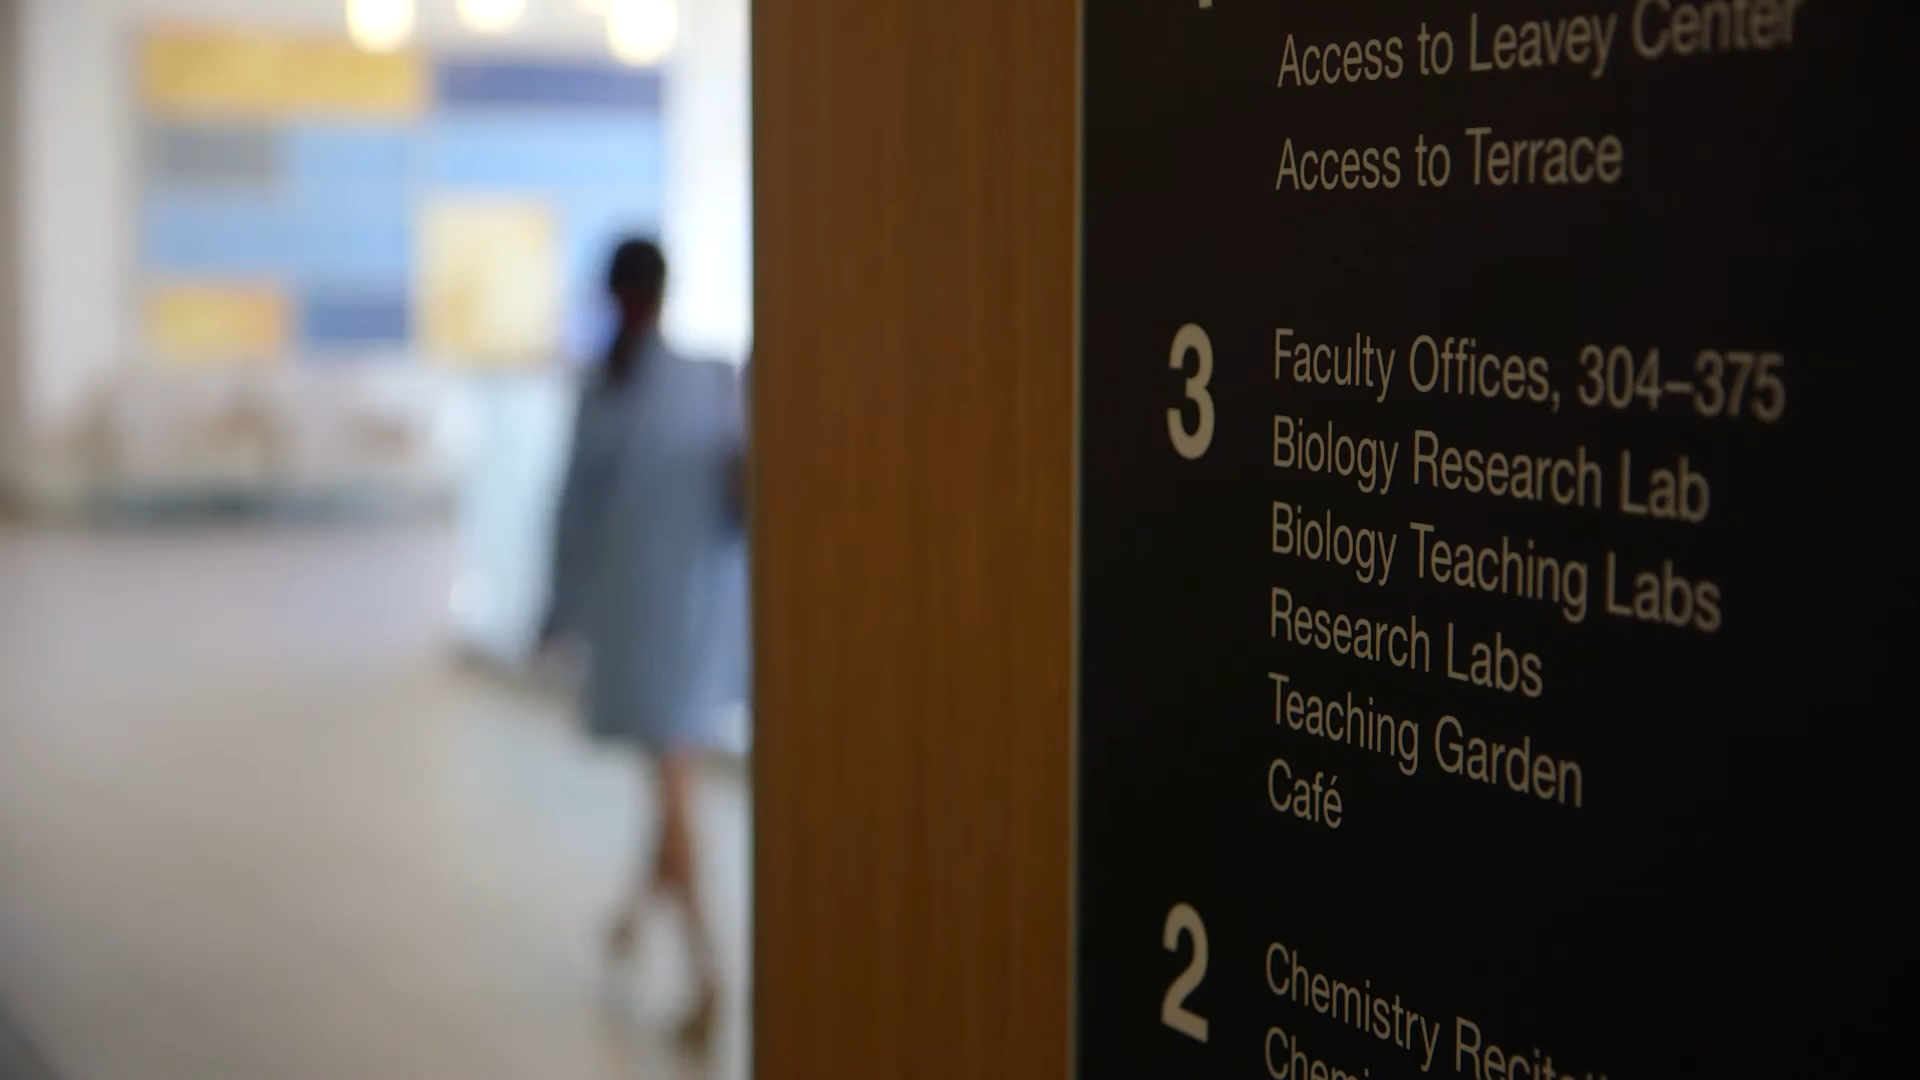 Access to Leavey Center
Access to Terrace
3
Faculty Offices, 304–375
Biology Research Lab
Biology Teaching Labs
Research Labs
Teaching Garden
Café
2
Chemistry